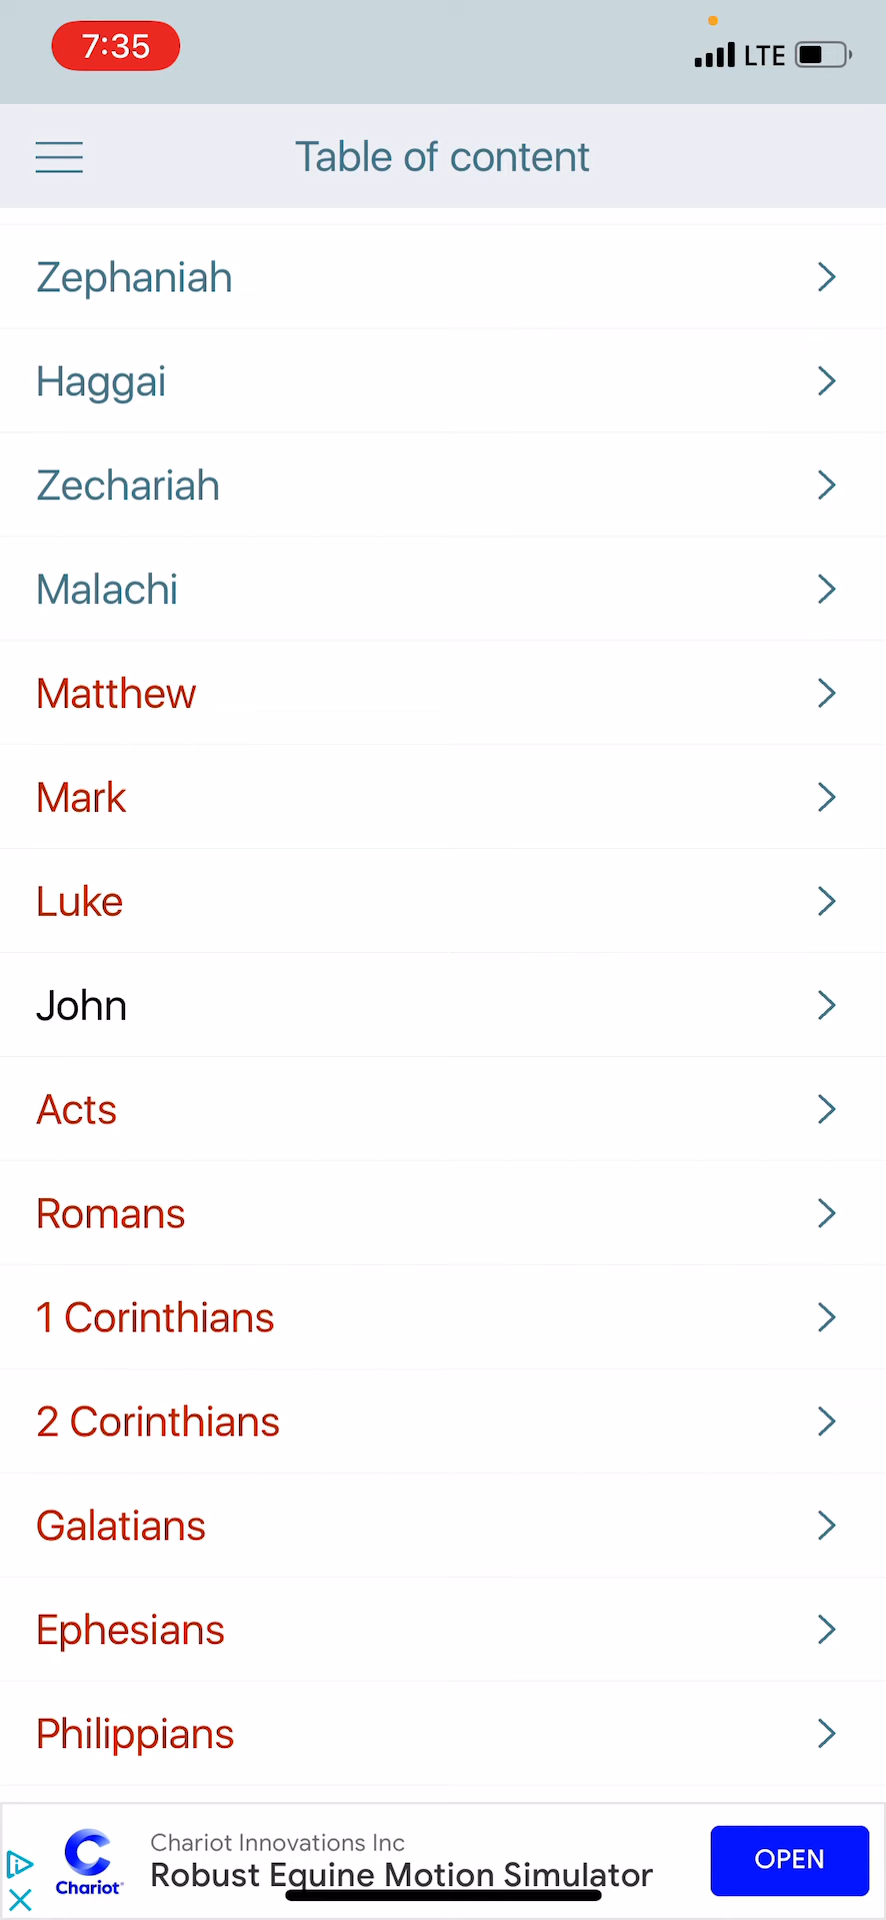 7:35
LTE
Table of content
Zephaniah
Haggai
Zechariah
Malachi
Matthew
Mark
Luke
John
Acts
Romans
1 Corinthians
2 Corinthians
Galatians
Ephesians
Philippians
Chariot Innovations Inc
Robust Equine Motion Simulator
Chariot
OPEN